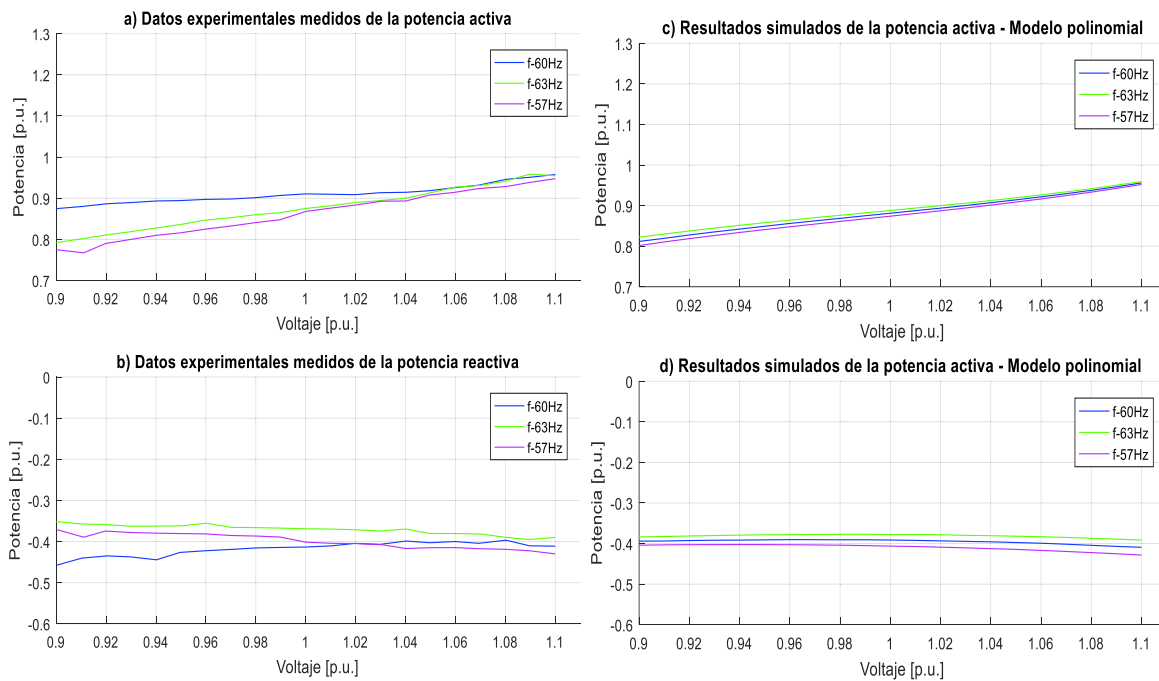 a) Datos experimentales medidos de la potencia activa
1.3
1.2
1.1
1
0.9
0.8
0.7
Potencia [p.u.]
f-60Hz
f-63Hz
f-57Hz
0.9 0.92 0.94 0.96 0.98 1 1.02 1.04 1.06 1.08 1.1
Voltaje [p.u.]
c) Resultados simulados de la potencia activa - Modelo polinomial
1.3
1.2
1.1
1
0.9
0.8
0.7
Potencia [p.u.]
f-60Hz
f-63Hz
f-57Hz
0.9 0.92 0.94 0.96 0.98 1 1.02 1.04 1.06 1.08 1.1
Voltaje [p.u.]
b) Datos experimentales medidos de la potencia reactiva
0
-0.1
-0.2
-0.3
-0.4
-0.5
-0.6
Potencia [p.u.]
f-60Hz
f-63Hz
f-57Hz
0.9 0.92 0.94 0.96 0.98 1 1.02 1.04 1.06 1.08 1.1
Voltaje [p.u.]
d) Resultados simulados de la potencia activa - Modelo polinomial
0
-0.1
-0.2
-0.3
-0.4
-0.5
-0.6
Potencia [p.u.]
f-60Hz
f-63Hz
f-57Hz
0.9 0.92 0.94 0.96 0.98 1 1.02 1.04 1.06 1.08 1.1
Voltaje [p.u.]